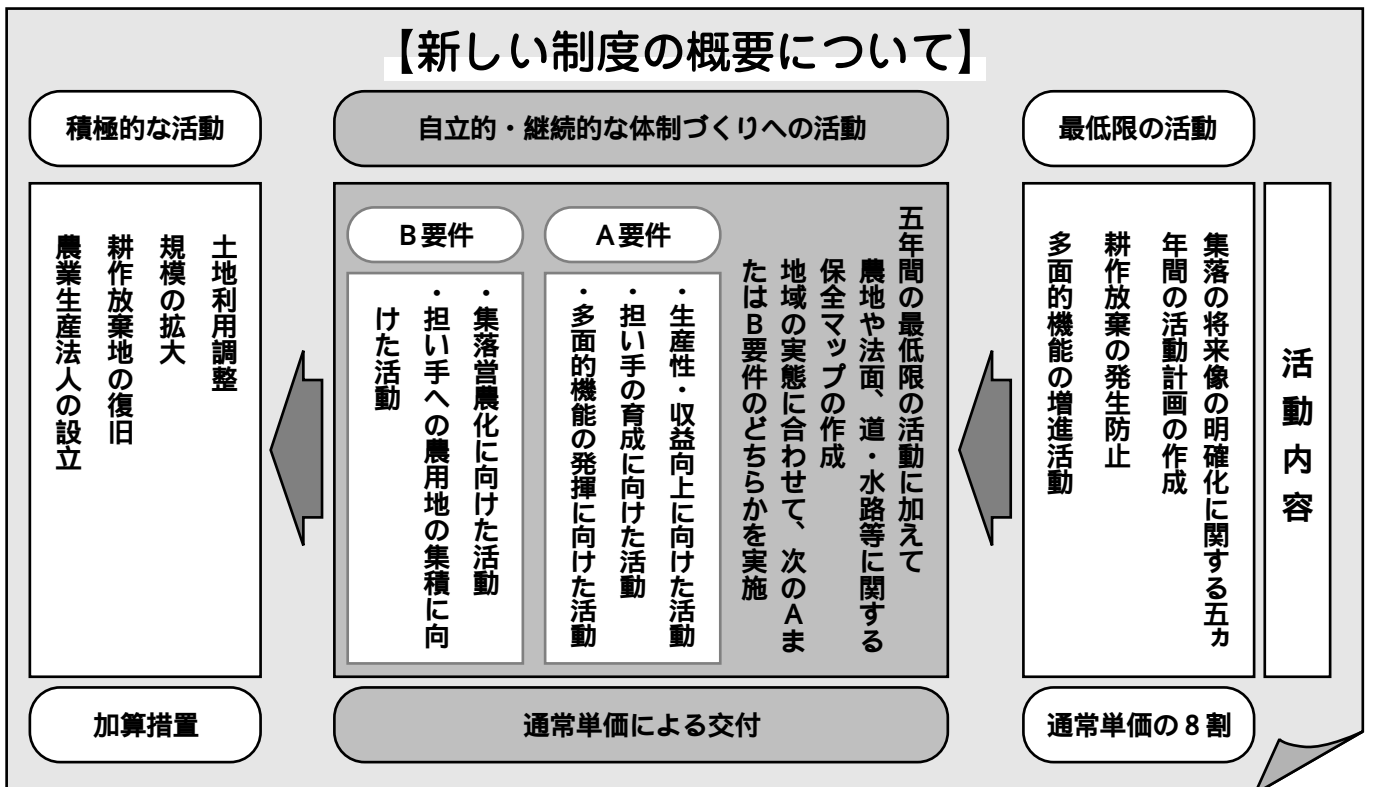 【新しい制度の概要について】
活動内容
最低限の活動
集落の将来像の明確化に関する五ヵ
年間の活動計画の作成
耕作放棄の発生防止
多面的機能の増進活動
通常単価の８割
自立的・継続的な体制づくりへの活動
五年間の最低限の活動に加えて
農地や法面、道・水路等に関する
保全マップの作成
地域の実態に合わせて、次のＡま
たはＢ要件のどちらかを実施
Ａ要件
・生産性・収益向上に向けた活動
・担い手の育成に向けた活動
・多面的機能の発揮に向けた活動
Ｂ要件
・集落営農化に向けた活動
・担い手への農用地の集積に向
けた活動
通常単価による交付
積極的な活動
土地利用調整
規模の拡大
耕作放棄地の復旧
農業生産法人の設立
加算措置